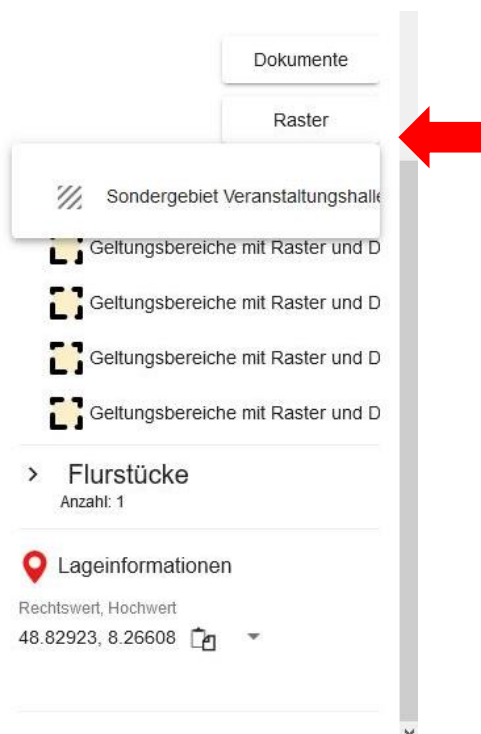 Dokumente
Raster
Sondergebiet Veranstaltungshalle
Geltungsbereiche mit Raster und D
Geltungsbereiche mit Raster und D
Geltungsbereiche mit Raster und D
Geltungsbereiche mit Raster und D
Flurstücke
Anzahl: 1
Lageinformationen
Rechtswert, Hochwert
48.82923, 8.26608